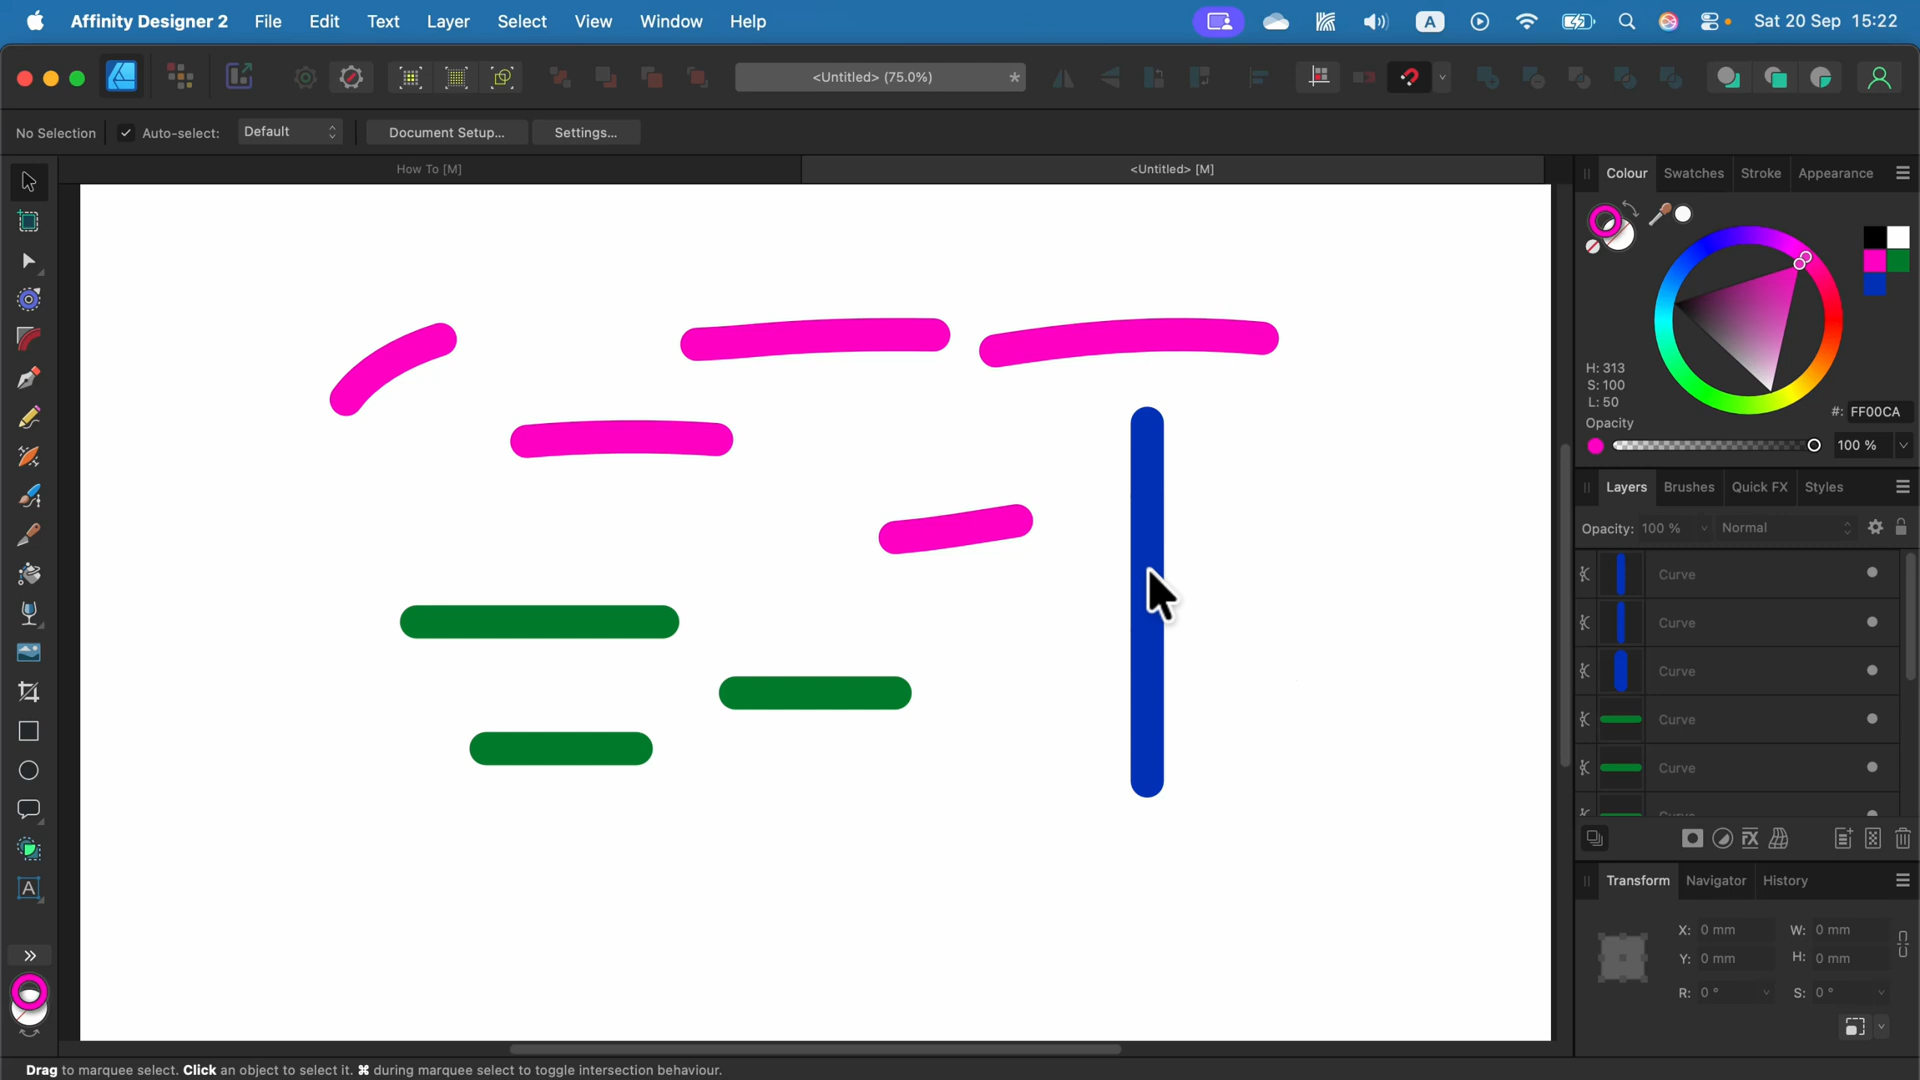 Affinity Designer 2 File Edit Text Layer Select View Window Help A Sat 20 Sep 15:22
<Untitled> (75.0%) *
No Selection Auto-select: Default Document Setup... Settings...
How To [M] <Untitled> [M]
Colour Swatches Stroke Appearance
H: 313
S: 100
L: 50
#: FF00CA
Opacity
100 %
Layers Brushes Quick FX Styles
Opacity: 100 % Normal
Curve
Curve
Curve
Curve
Curve
Curve
FX
Transform Navigator History
X: 0 mm W: 0 mm
Y: 0 mm H: 0 mm
R: 0 ° S: 0 °
A
Drag to marquee select. Click an object to select it. ⌘ during marquee select to toggle intersection behaviour.